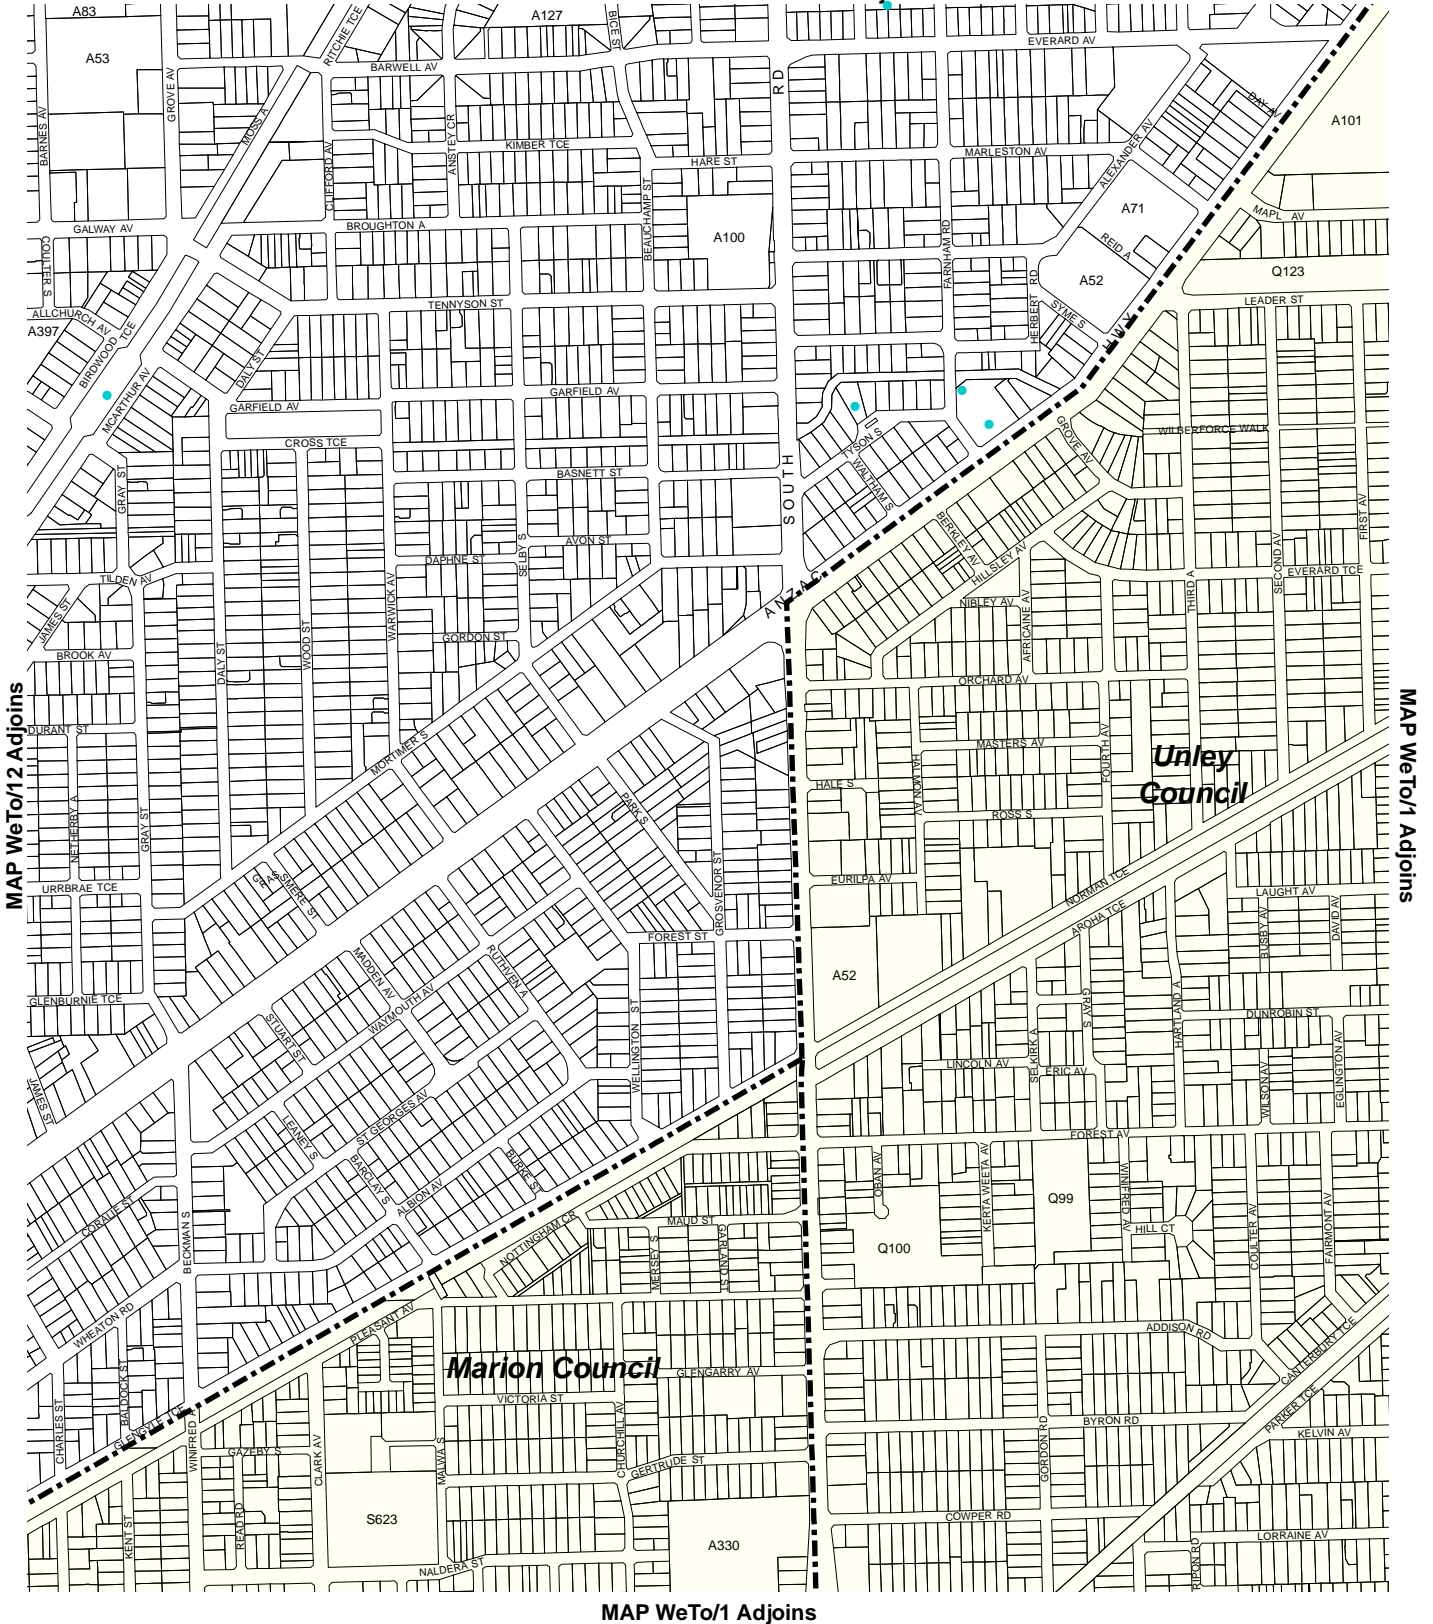 A83
A127
BICE ST
RITCHIE TCE
EVERARD AV
A53
BARWELL AV
GROVE AV
RD
MOSS A
DAY AV
A101
BARNES AV
CLIFFORD AV
ANSTEY CR
KIMBER TCE
HARE ST
MARLESTON AV
ALEXANDER AV
BEAUCHAMP ST
A71
MAPL AV
GALWAY AV
BROUGHTON A
A100
FARNHAM RD
REID A
COULTER S
A52
Q123
HERBERT RD
TENNYSON ST
LEADER ST
ALLCHURCH AV
SYME S
A397
BIRDWOOD TCE
HWY
DALY ST
MCARTHUR AV
GARFIELD AV
GARFIELD AV
CROSS TCE
GROVE AV
WILBERFORCE WALK
TYSON S
BASNETT ST
WALTHAM S
GRAY ST
SOUTH
FIRST AV
BERKLEY AV
AVON ST
SELBY S
DAPHNE ST
HILLSLEY AV
SECOND AV
EVERARD TCE
TILDEN AV
ANZAC
THIRD A
NIBLEY AV
JAMES ST
WARWICK AV
AFRICAINE AV
GORDON ST
WOOD ST
DALY ST
BROOK AV
ORCHARD AV
MAP WeTo/12 Adjoins
MAP WeTo/1 Adjoins
DURANT ST
MORTIMER S
MASTERS AV
FOURTH AV
Unley
Council
HALE S
PARK S
ROSS S
NETHERBY A
GRAY ST
GRASMERE ST
URRBRAE TCE
GROSVENOR ST
EURILPA AV
NORMAN TCE
LAUGHT AV
AROHA TCE
DAVID AV
BUSBY AV
FOREST ST
MADDEN AV
RUTHVEN A
A52
GLENBURNIE TCE
WAYMOUTH AV
STUART ST
WELLINGTON ST
GRAY S
HARTLAND A
DUNROBIN ST
SELKIRK A
LINCOLN AV
ERIC AV
EGLINGTON AV
WILSON AV
JAMES ST
ST GEORGES AV
LEANEY S
FOREST AV
BARCLAY S
BURKE ST
OBAN AV
KERTA WEETA AV
WINIFRED AV
ALBION AV
Q99
CORALIE ST
NOTTINGHAM CR
MAUD ST
HILL CT
BECKMAN S
MERSEY S
GARLAND ST
Q100
COULTER AV
FAIRMONT AV
WHEATON RD
PLEASANT AV
ADDISON RD
CANTERBURY TCE
Marion Council
GLENGARRY AV
VICTORIA ST
BALDOCK ST
CHARLES ST
GLENGYLE TCE
WINIFRED A
PARKER TCE
BYRON RD
KELVIN AV
GAZEBY S
CLARK AV
MALWA S
CHURCHILL AV
GERTRUDE ST
GORDON RD
S623
COWPER RD
READ RD
KENT ST
A330
LORRAINE AV
NALDERA ST
RIPON RD
MAP WeTo/1 Adjoins